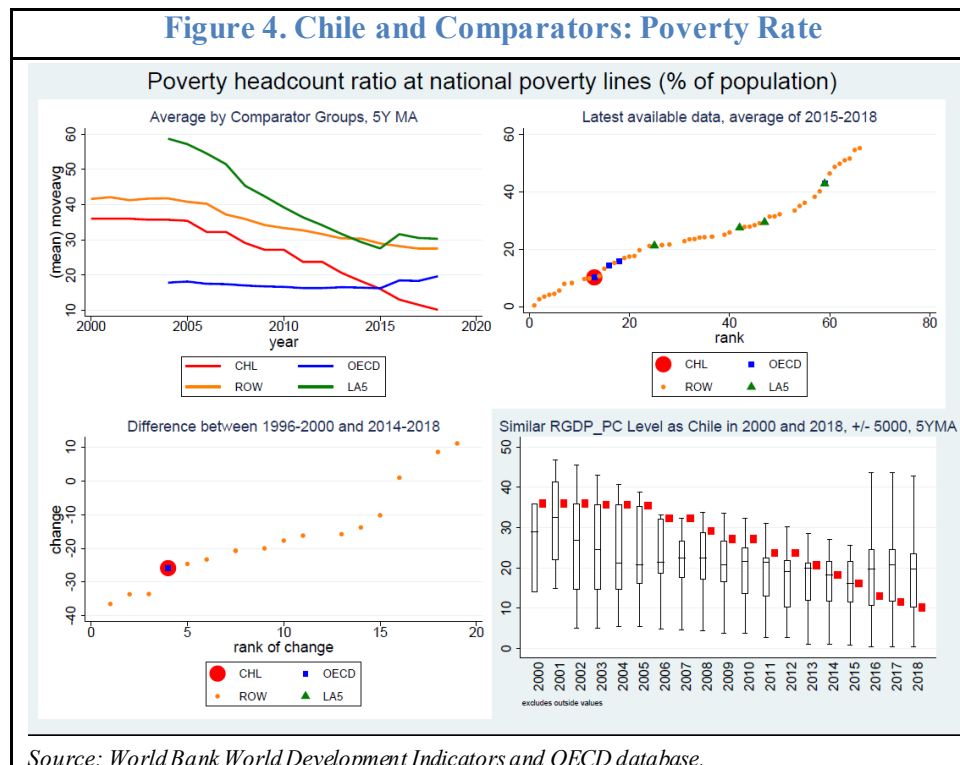 Figure 4. Chile and Comparators: Poverty Rate
Poverty headcount ratio at national poverty lines (% of population)
Average by Comparator Groups, 5Y MA
(mean) moveavg
60
50
40
30
20
10
2000 2005 2010 2015 2020
year
CHL OECD
ROW LA5
Latest available data, average of 2015-2018
60
40
20
0
0 20 40 60 80
rank
CHL OECD
ROW LA5
Difference between 1996-2000 and 2014-2018
change
10
0
-10
-20
-30
-40
0 5 10 15 20
rank of change
CHL OECD
ROW LA5
Similar RGDP_PC Level as Chile in 2000 and 2018, +/- 5000, 5YMA
50
40
30
20
10
0
2000 2001 2002 2003 2004 2005 2006 2007 2008 2009 2010 2011 2012 2013 2014 2015 2016 2017 2018
excludes outside values
Source: World Bank World Development Indicators and OECD database.